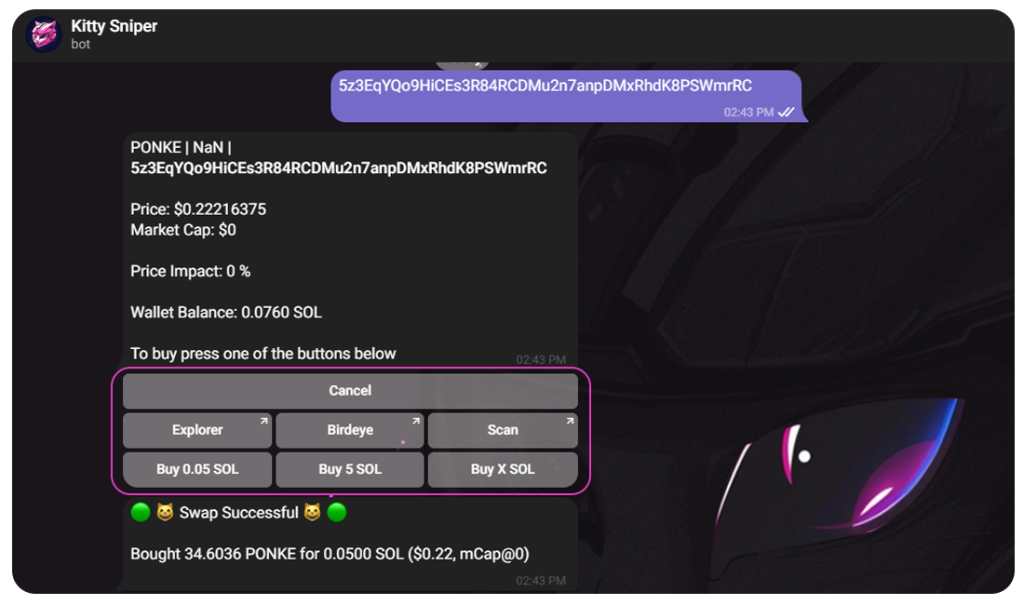 Kitty Sniper
bot
5z3EqYQo9HiCEs3R84RCDMu2n7anpDMxRhdK8PSWmrRC
02:43 PM
PONKE | NaN |
5z3EqYQo9HiCEs3R84RCDMu2n7anpDMxRhdK8PSWmrRC
Price: $0.22216375
Market Cap: $0
Price Impact: 0 %
Wallet Balance: 0.0760 SOL
To buy press one of the buttons below
02:43 PM
Cancel
Explorer Birdeye Scan
Buy 0.05 SOL Buy 5 SOL Buy X SOL
🟢 😺 Swap Successful 😺 🟢
Bought 34.6036 PONKE for 0.0500 SOL ($0.22, mCap@0)
02:43 PM